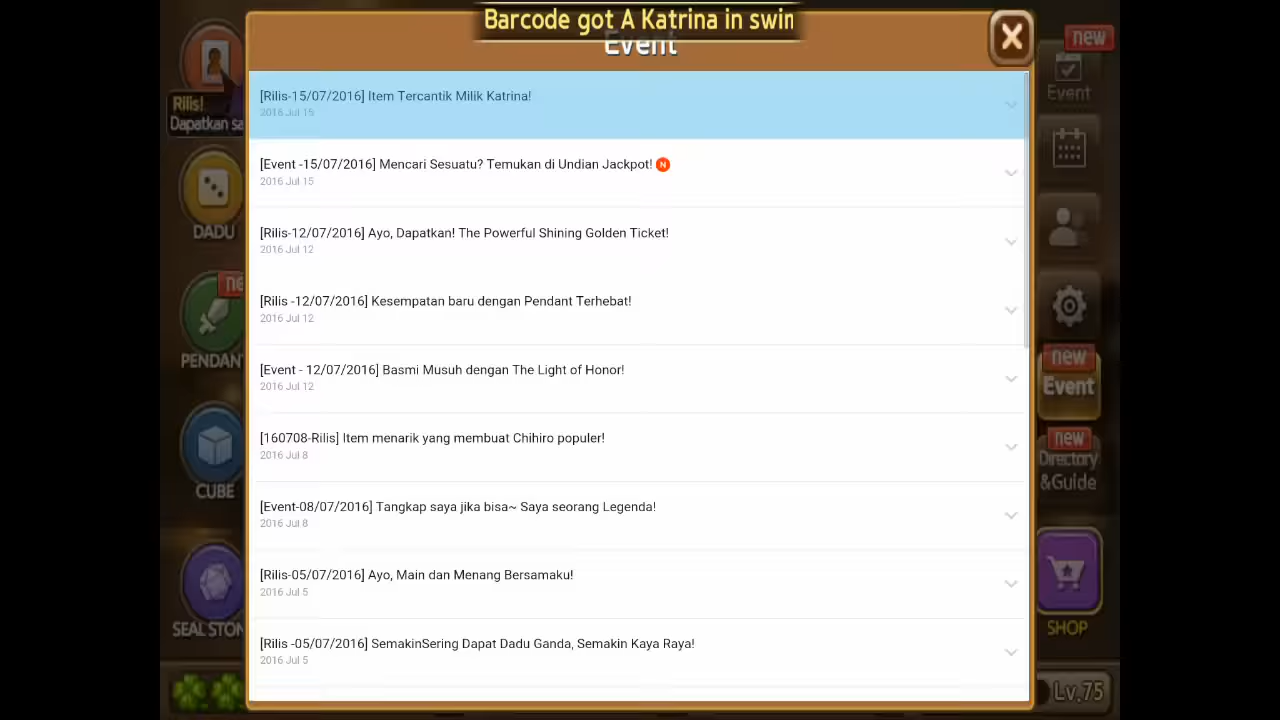 Barcode got A Katrina in swin
Event
[Rilis-15/07/2016] Item Tercantik Milik Katrina!
2016 Jul 15
[Event -15/07/2016] Mencari Sesuatu? Temukan di Undian Jackpot! N
2016 Jul 15
[Rilis-12/07/2016] Ayo, Dapatkan! The Powerful Shining Golden Ticket!
2016 Jul 12
[Rilis -12/07/2016] Kesempatan baru dengan Pendant Terhebat!
2016 Jul 12
[Event - 12/07/2016] Basmi Musuh dengan The Light of Honor!
2016 Jul 12
[160708-Rilis] Item menarik yang membuat Chihiro populer!
2016 Jul 8
[Event-08/07/2016] Tangkap saya jika bisa~ Saya seorang Legenda!
2016 Jul 8
[Rilis-05/07/2016] Ayo, Main dan Menang Bersamaku!
2016 Jul 5
[Rilis -05/07/2016] SemakinSering Dapat Dadu Ganda, Semakin Kaya Raya!
2016 Jul 5
Rilis!
Dapatkan sa
DADU
ne
PENDANT
CUBE
SEAL STON
new
Event
new
Event
new
Directory
&Guide
SHOP
Lv.75